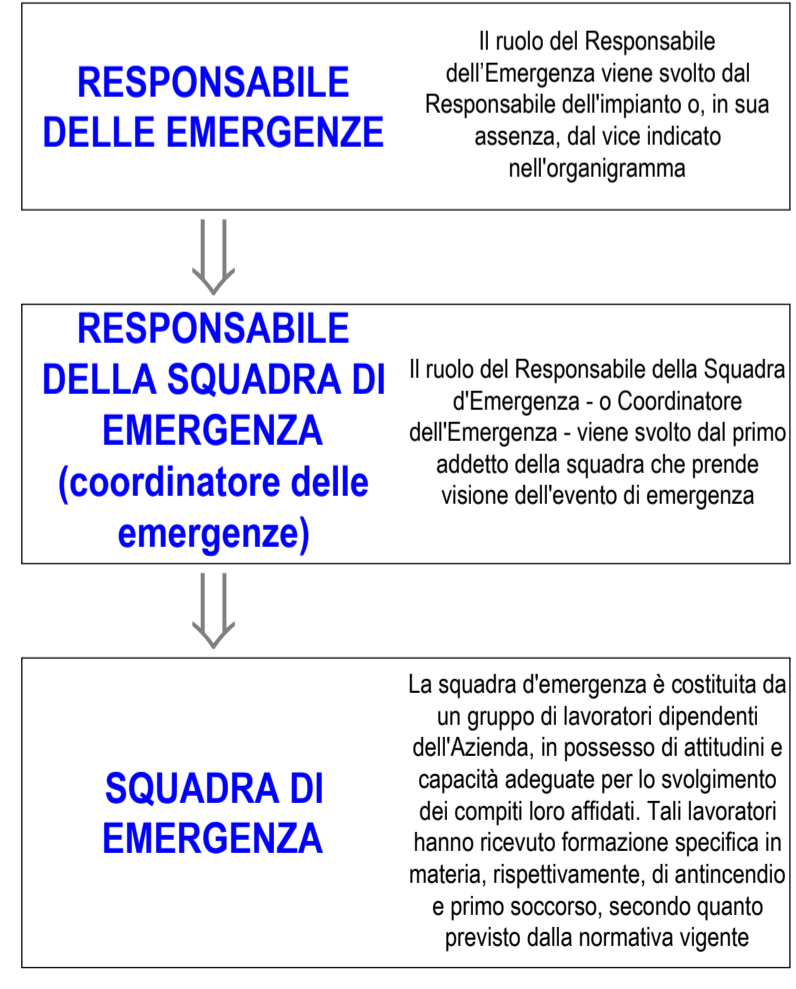 RESPONSABILE
DELLE EMERGENZE
Il ruolo del Responsabile
dell’Emergenza viene svolto dal
Responsabile dell'impianto o, in sua
assenza, dal vice indicato
nell'organigramma
RESPONSABILE
DELLA SQUADRA DI
EMERGENZA
(coordinatore delle
emergenze)
Il ruolo del Responsabile della Squadra
d'Emergenza - o Coordinatore
dell'Emergenza - viene svolto dal primo
addetto della squadra che prende
visione dell'evento di emergenza
SQUADRA DI
EMERGENZA
La squadra d'emergenza è costituita da
un gruppo di lavoratori dipendenti
dell'Azienda, in possesso di attitudini e
capacità adeguate per lo svolgimento
dei compiti loro affidati. Tali lavoratori
hanno ricevuto formazione specifica in
materia, rispettivamente, di antincendio
e primo soccorso, secondo quanto
previsto dalla normativa vigente